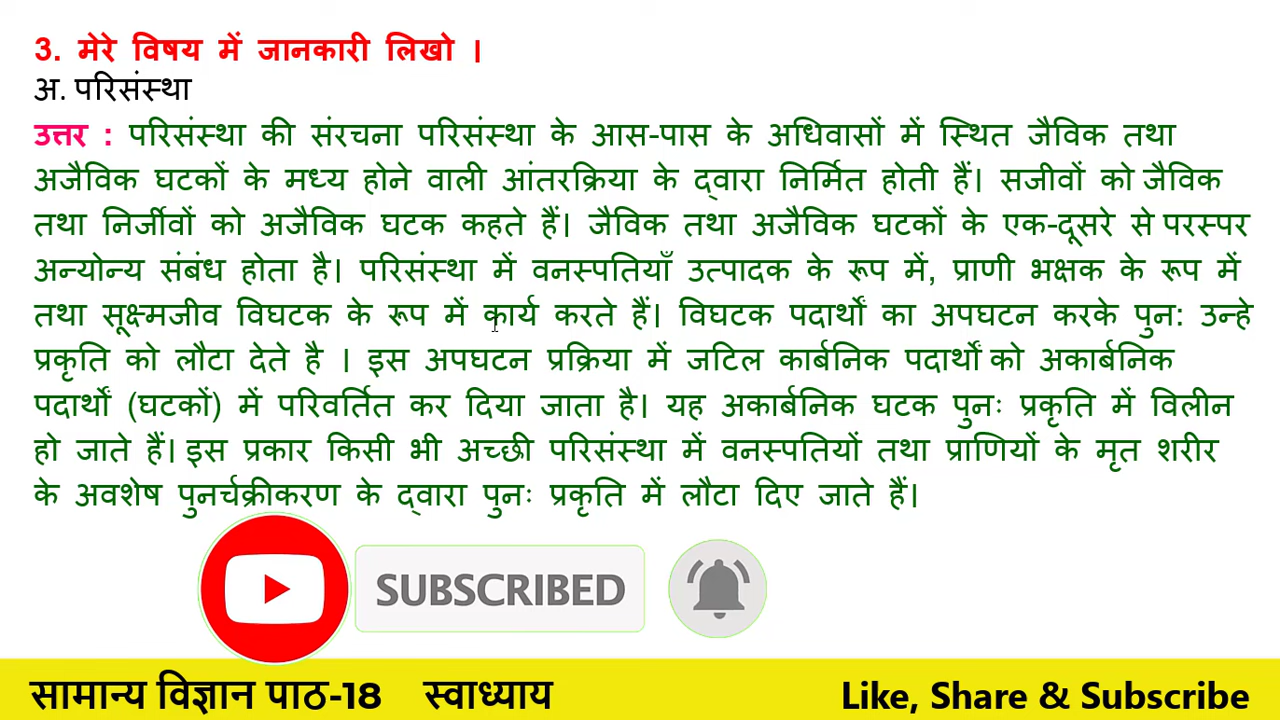 3. मेरे विषय में जानकारी लिखो ।
अ. परिसंस्था
उत्तर : परिसंस्था की संरचना परिसंस्था के आस-पास के अधिवासों में स्थित जैविक तथा
अजैविक घटकों के मध्य होने वाली आंतरक्रिया के द्वारा निर्मित होती हैं। सजीवों को जैविक
तथा निर्जीवों को अजैविक घटक कहते हैं। जैविक तथा अजैविक घटकों के एक-दूसरे से परस्पर
अन्योन्य संबंध होता है। परिसंस्था में वनस्पतियाँ उत्पादक के रूप में, प्राणी भक्षक के रूप में
तथा सूक्ष्मजीव विघटक के रूप में कार्य करते हैं। विघटक पदार्थों का अपघटन करके पुन: उन्हे
प्रकृति को लौटा देते है । इस अपघटन प्रक्रिया में जटिल कार्बनिक पदार्थों को अकार्बनिक
पदार्थों (घटकों) में परिवर्तित कर दिया जाता है। यह अकार्बनिक घटक पुनः प्रकृति में विलीन
हो जाते हैं। इस प्रकार किसी भी अच्छी परिसंस्था में वनस्पतियों तथा प्राणियों के मृत शरीर
के अवशेष पुनर्चक्रीकरण के द्वारा पुनः प्रकृति में लौटा दिए जाते हैं।
SUBSCRIBED
सामान्य विज्ञान पाठ-18 स्वाध्याय Like, Share & Subscribe